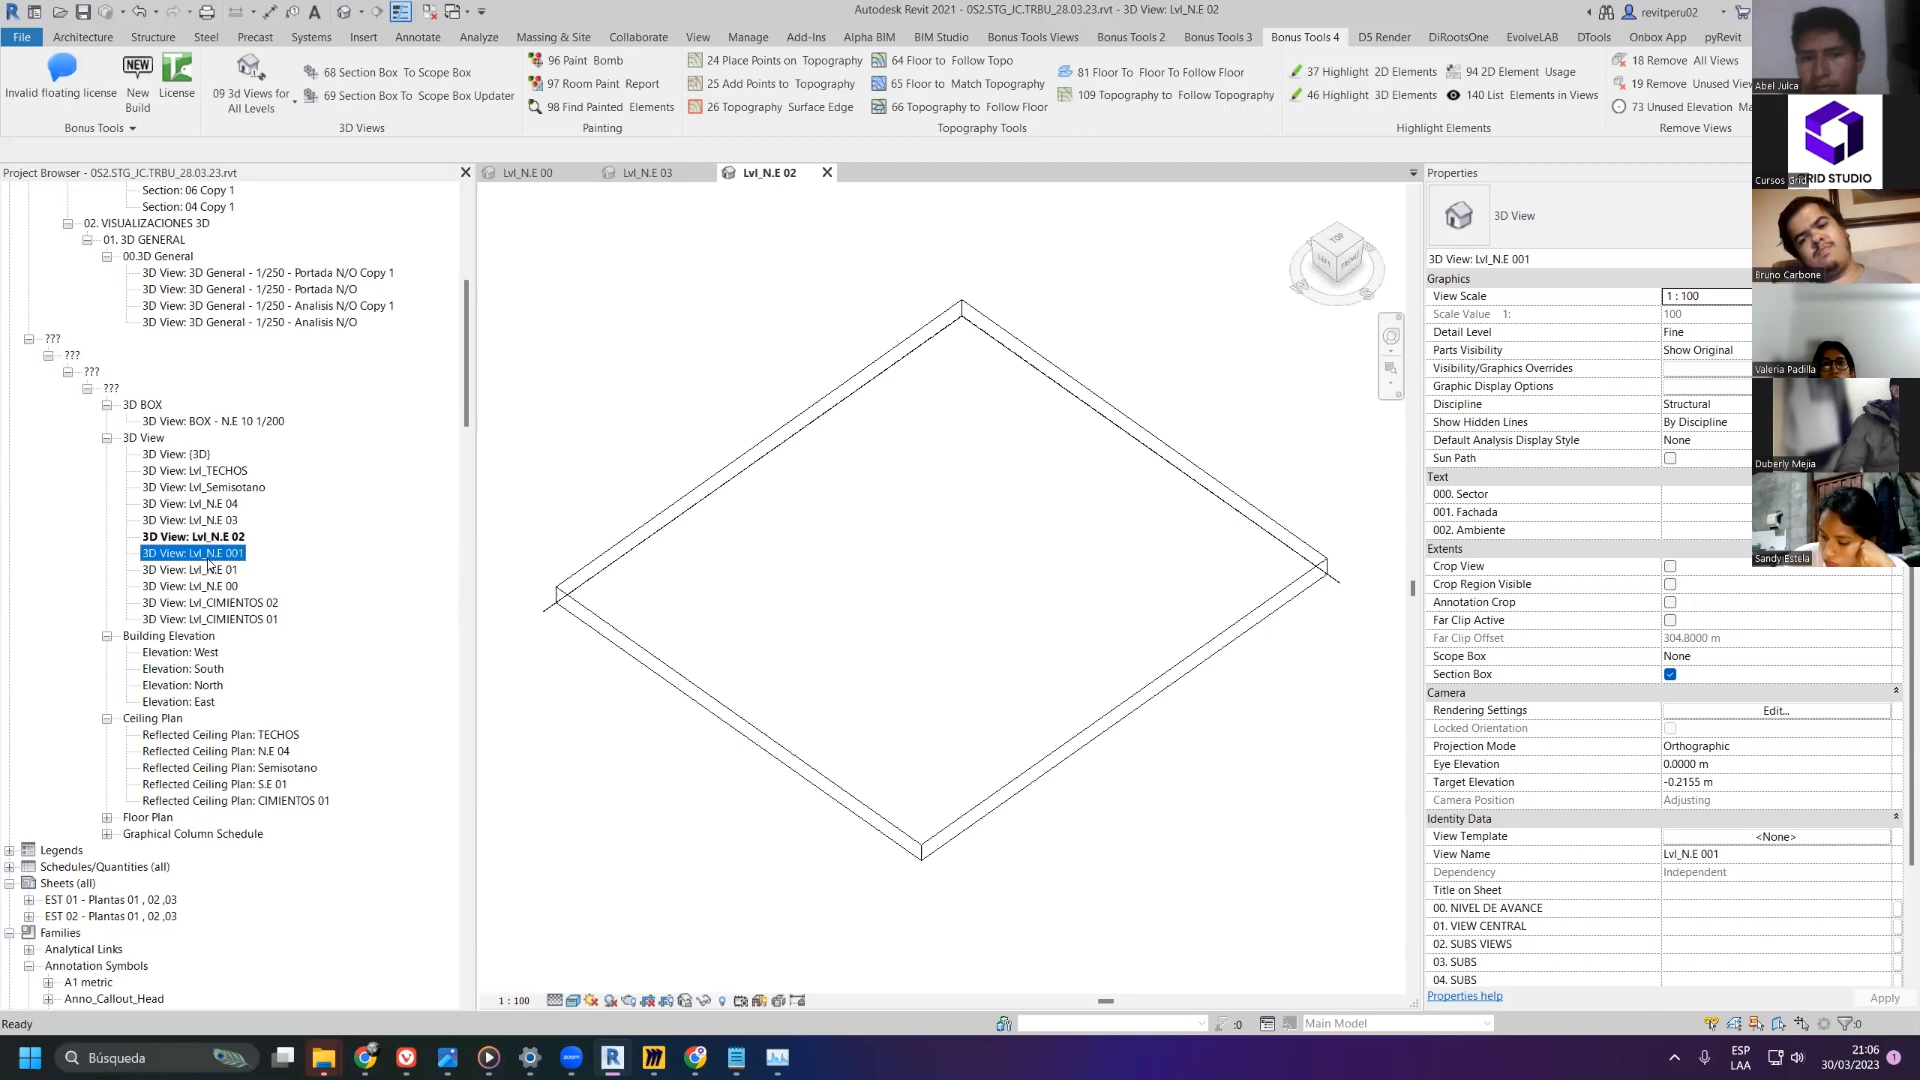 Autodesk Revit 2021 - 0S2.STG_JC.TRBU_28.03.23.rvt - 3D View: Lvl_N.E 02
revitperu02
File Architecture Structure Steel Precast Systems Insert Annotate Analyze Massing & Site Collaborate View Manage Add-Ins Alpha BIM BIM Studio Bonus Tools Views Bonus Tools 2 Bonus Tools 3 Bonus Tools 4 D5 Render DiRootsOne EvolveLAB DTools Onbox App pyRevit
Invalid floating license
NEW
New Build
License
Bonus Tools
09 3d Views for All Levels
68 Section Box To Scope Box
69 Section Box To Scope Box Updater
3D Views
96 Paint Bomb
97 Room Paint Report
98 Find Painted Elements
Painting
24 Place Points on Topography
25 Add Points to Topography
26 Topography Surface Edge
64 Floor to Follow Topo
65 Floor to Match Topography
66 Topography to Follow Floor
81 Floor To Floor To Follow Floor
109 Topography to Follow Topography
Topography Tools
37 Highlight 2D Elements
46 Highlight 3D Elements
94 2D Element Usage
140 List Elements in Views
Highlight Elements
18 Remove All Views
19 Remove Unused View
73 Unused Elevation Ma
Remove Views
Project Browser - 0S2.STG_JC.TRBU_28.03.23.rvt
Section: 06 Copy 1
Section: 04 Copy 1
02. VISUALIZACIONES 3D
01. 3D GENERAL
00.3D General
3D View: 3D General - 1/250 - Portada N/O Copy 1
3D View: 3D General - 1/250 - Portada N/O
3D View: 3D General - 1/250 - Analisis N/O Copy 1
3D View: 3D General - 1/250 - Analisis N/O
???
???
???
???
3D BOX
3D View: BOX - N.E 10 1/200
3D View
3D View: {3D}
3D View: Lvl_TECHOS
3D View: Lvl_Semisotano
3D View: Lvl_N.E 04
3D View: Lvl_N.E 03
3D View: Lvl_N.E 02
3D View: Lvl_N.E 001
3D View: Lvl_N.E 01
3D View: Lvl_N.E 00
3D View: Lvl_CIMIENTOS 02
3D View: Lvl_CIMIENTOS 01
Building Elevation
Elevation: West
Elevation: South
Elevation: North
Elevation: East
Ceiling Plan
Reflected Ceiling Plan: TECHOS
Reflected Ceiling Plan: N.E 04
Reflected Ceiling Plan: Semisotano
Reflected Ceiling Plan: S.E 01
Reflected Ceiling Plan: CIMIENTOS 01
Floor Plan
Graphical Column Schedule
Legends
Schedules/Quantities (all)
Sheets (all)
EST 01 - Plantas 01 , 02 ,03
EST 02 - Plantas 01 , 02 ,03
Families
Analytical Links
Annotation Symbols
A1 metric
Anno_Callout_Head
Lvl_N.E 00
Lvl_N.E 03
Lvl_N.E 02
TOP
LEFT
FRONT
1 : 100
Properties
3D View
3D View: Lvl_N.E 001
Graphics
View Scale 1 : 100
Scale Value 1: 100
Detail Level Fine
Parts Visibility Show Original
Visibility/Graphics Overrides
Graphic Display Options
Discipline Structural
Show Hidden Lines By Discipline
Default Analysis Display Style None
Sun Path
Text
000. Sector
001. Fachada
002. Ambiente
Extents
Crop View
Crop Region Visible
Annotation Crop
Far Clip Active
Far Clip Offset 304.8000 m
Scope Box None
Section Box
Camera
Rendering Settings Edit...
Locked Orientation
Projection Mode Orthographic
Eye Elevation 0.0000 m
Target Elevation -0.2155 m
Camera Position Adjusting
Identity Data
View Template <None>
View Name Lvl_N.E 001
Dependency Independent
Title on Sheet
00. NIVEL DE AVANCE
01. VIEW CENTRAL
02. SUBS VIEWS
03. SUBS
04. SUBS
Properties help
Apply
Abel Julca
RID STUDIO
Cursos Grid
Bruno Carbone
Valeria Padilla
Duberly Mejia
Sandy Estela
Ready
:0
Main Model
:0
Búsqueda
ESP
LAA
21:06
30/03/2023
1